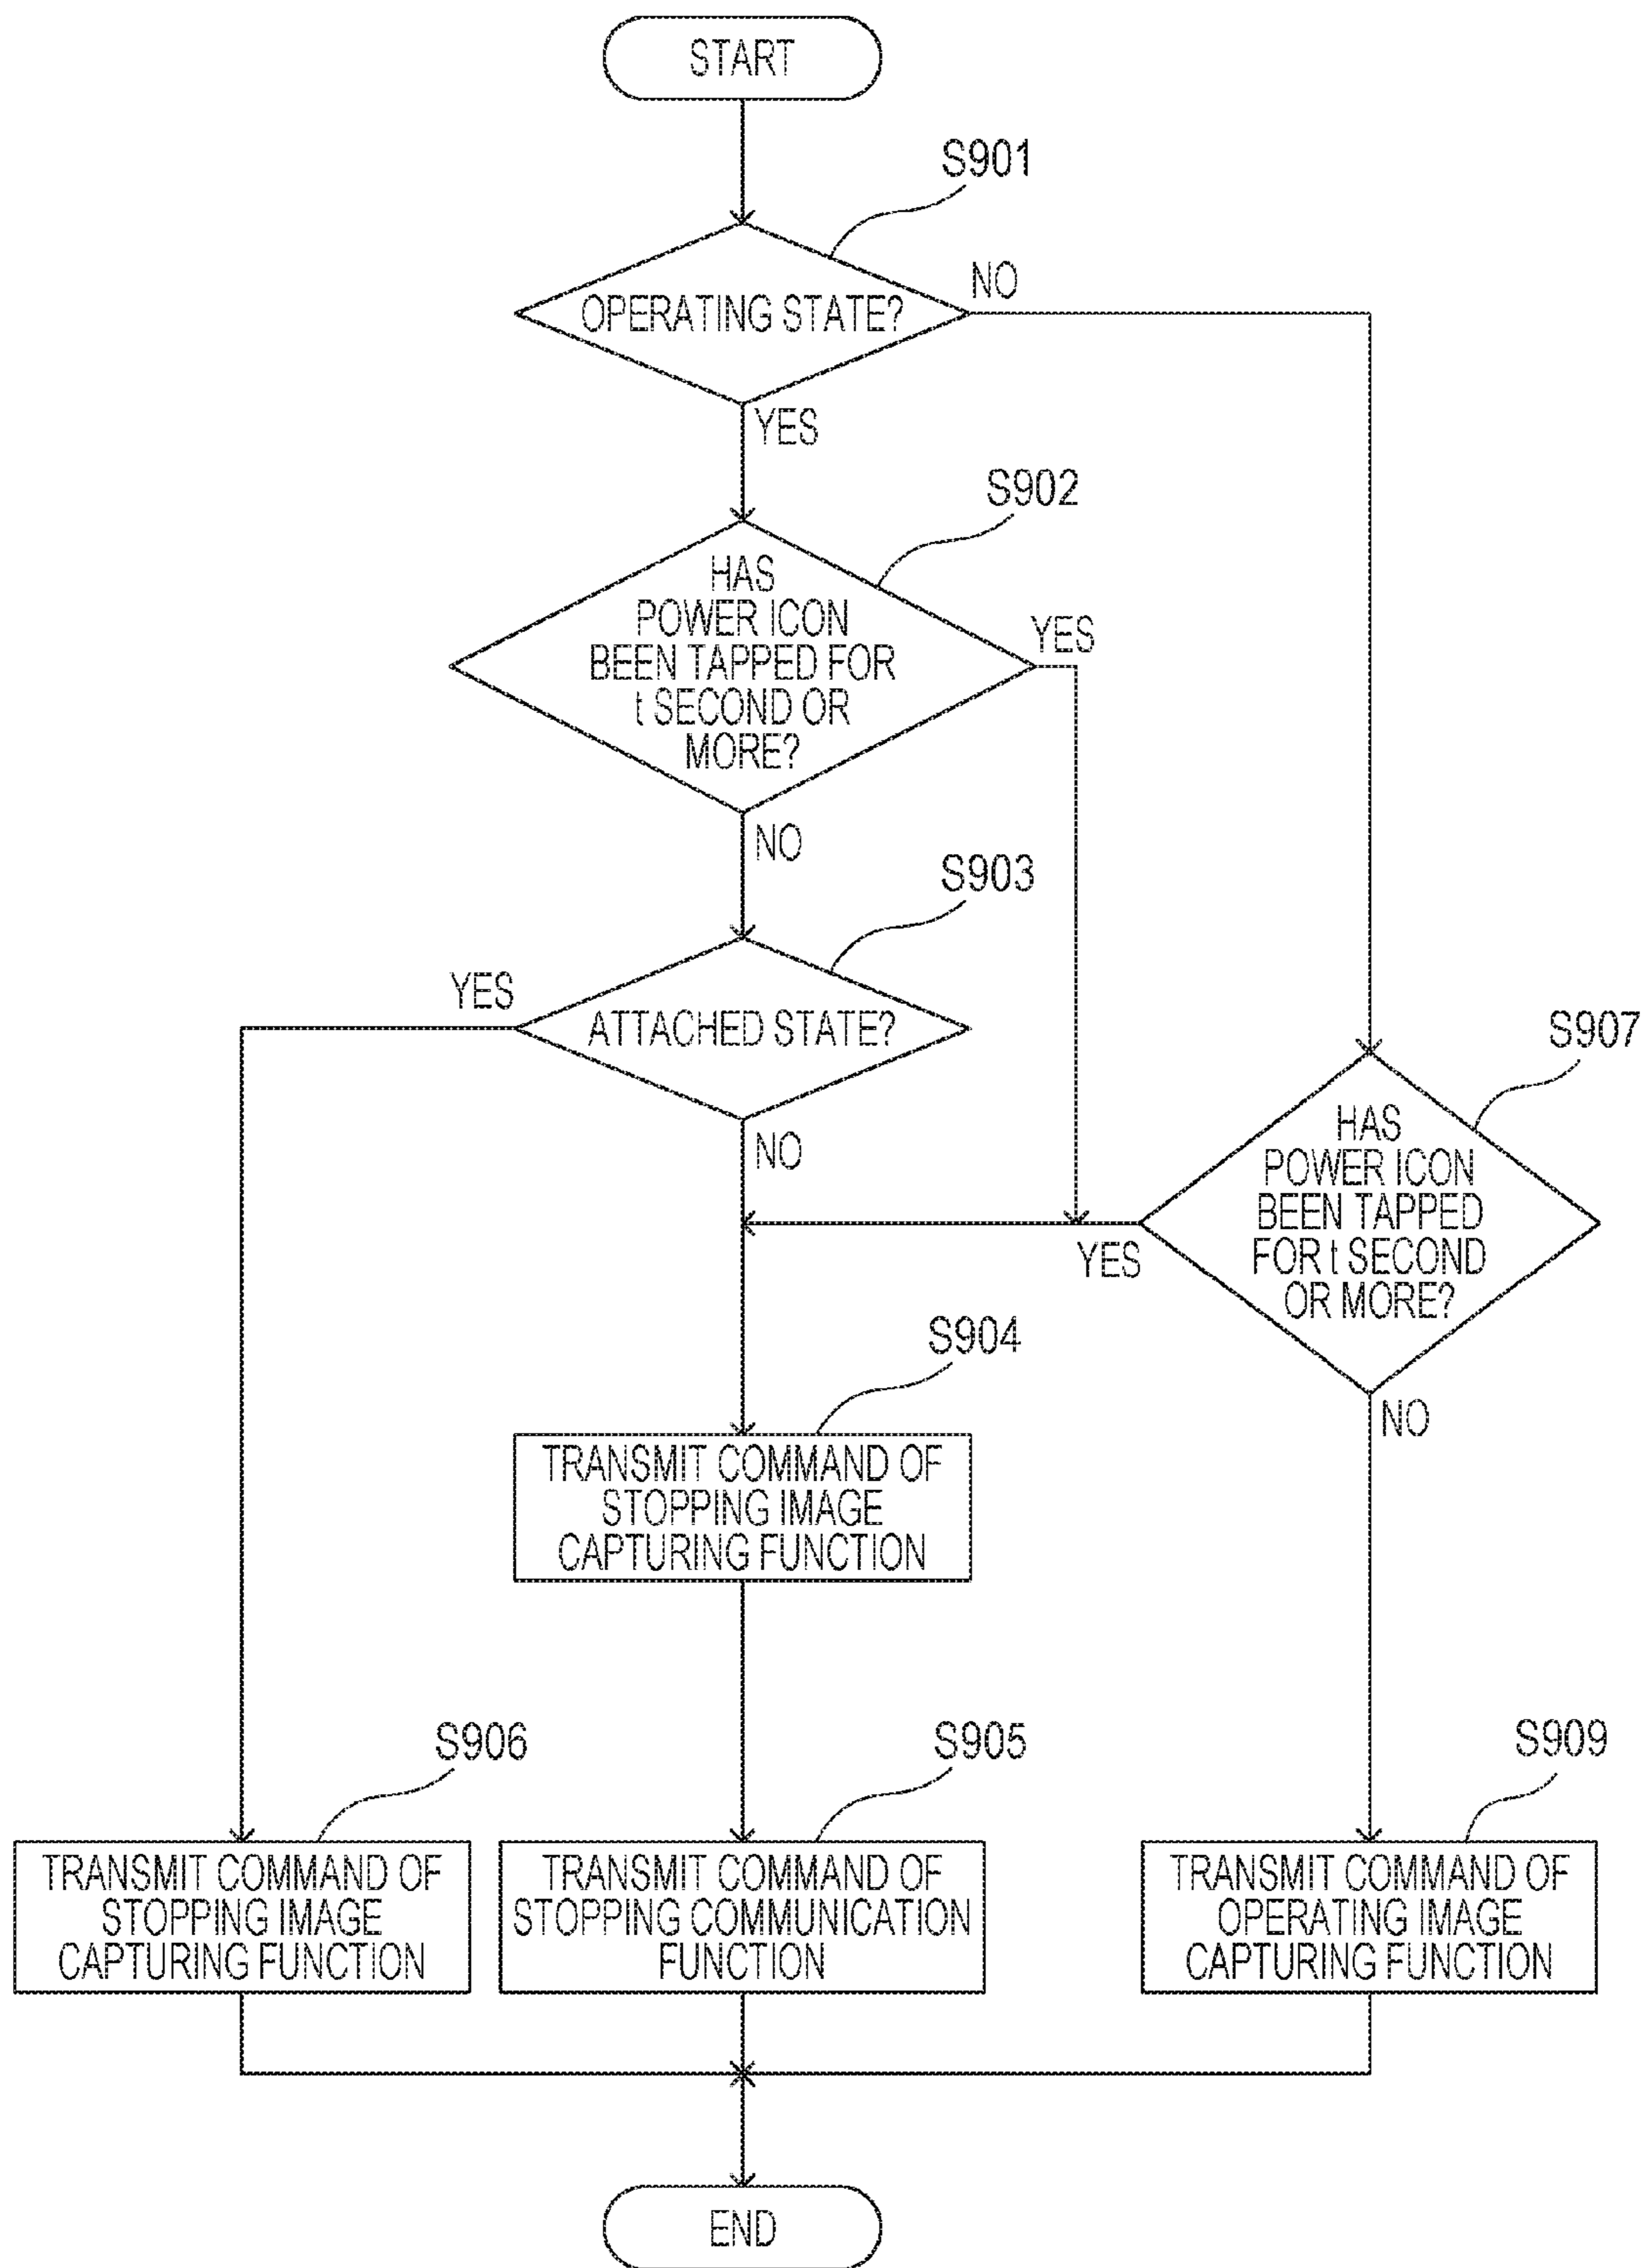 START
S901
NO
OPERATING STATE?
YES
S902
HAS
POWER ICON
BEEN TAPPED FOR
t SECOND OR
MORE?
YES
NO
S903
YES
ATTACHED STATE?
NO
S907
HAS
POWER ICON
BEEN TAPPED
FOR t SECOND
OR MORE?
YES
NO
S904
TRANSMIT COMMAND OF
STOPPING IMAGE
CAPTURING FUNCTION
S906
TRANSMIT COMMAND OF
STOPPING IMAGE
CAPTURING FUNCTION
S905
TRANSMIT COMMAND OF
STOPPING COMMUNICATION
FUNCTION
S909
TRANSMIT COMMAND OF
OPERATING IMAGE
CAPTURING FUNCTION
END